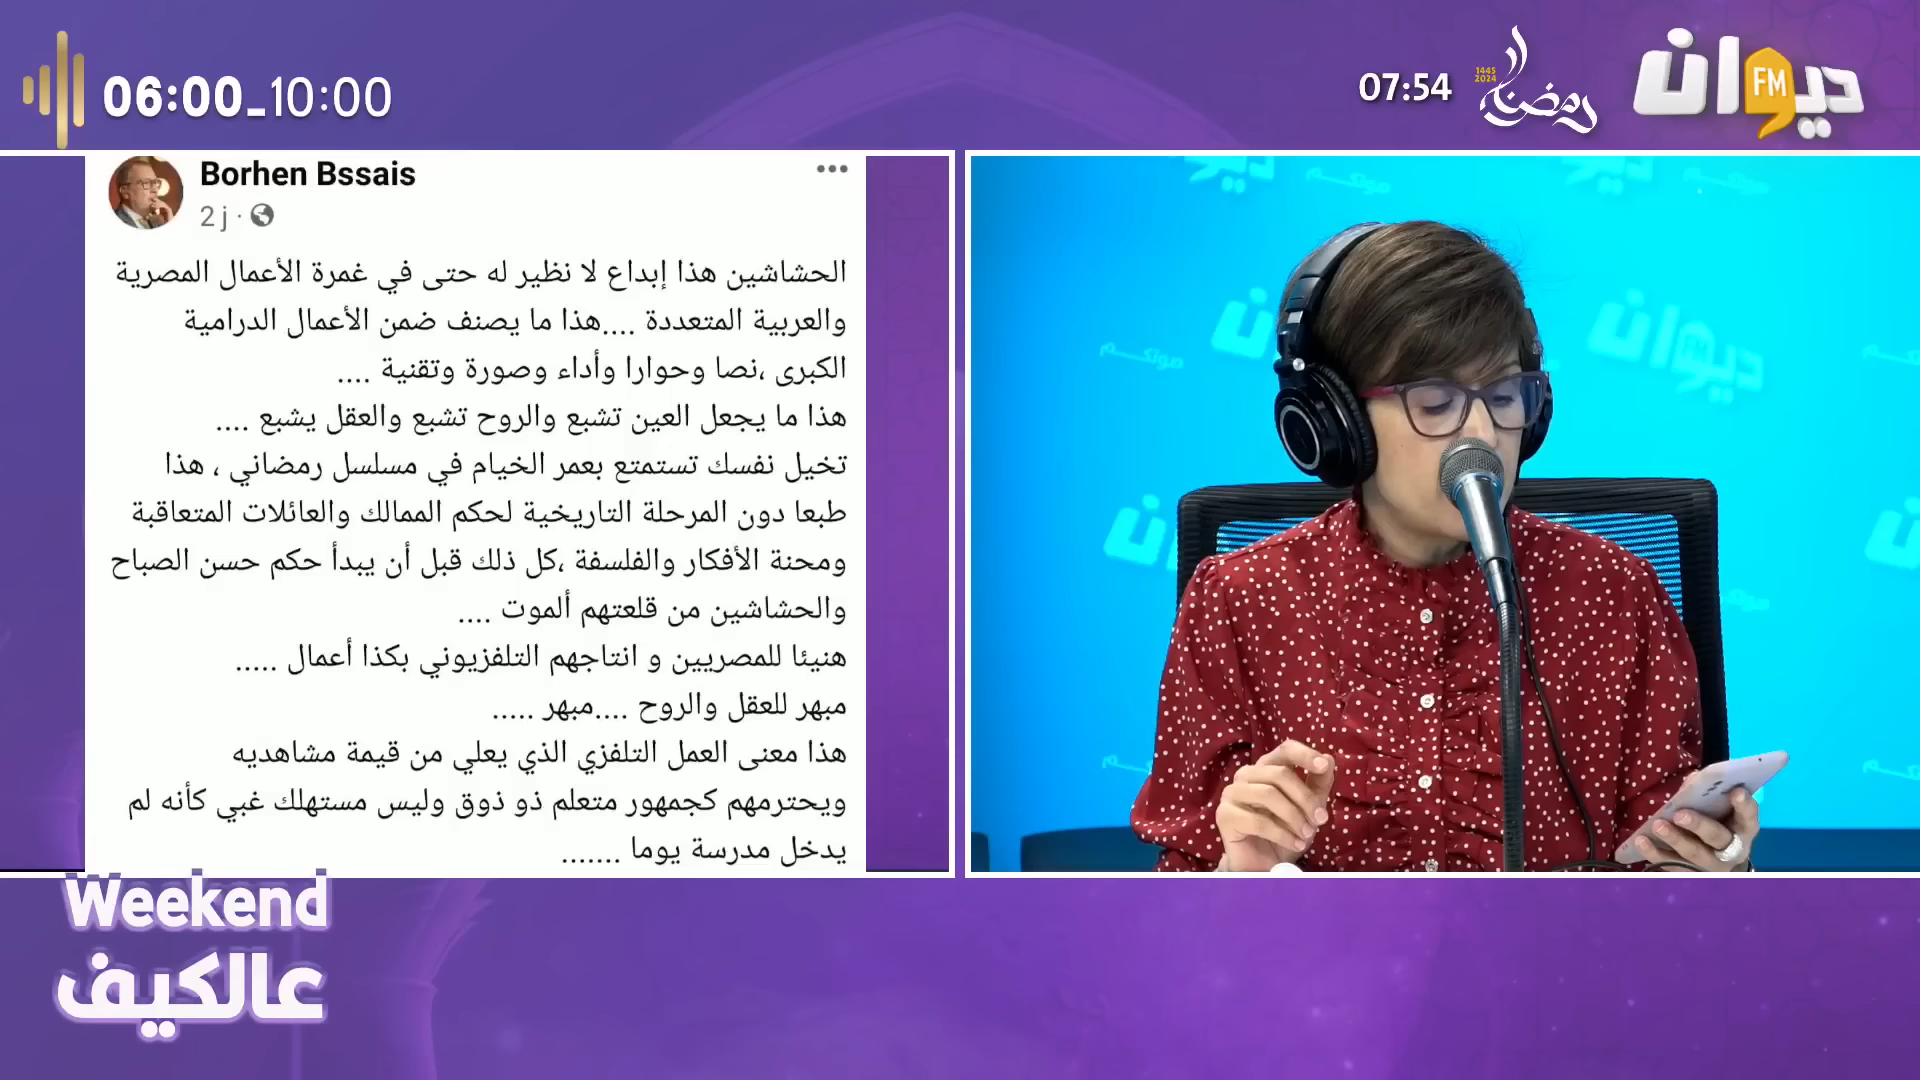 06:00_10:00
07:54
1445
2024
رمضان
ديوان
FM
Borhen Bssais
2 j ·
الحشاشين هذا إبداع لا نظير له حتى في غمرة الأعمال المصرية
والعربية المتعددة ....هذا ما يصنف ضمن الأعمال الدرامية
الكبرى ،نصا وحوارا وأداء وصورة وتقنية ....
هذا ما يجعل العين تشبع والروح تشبع والعقل يشبع ....
تخيل نفسك تستمتع بعمر الخيام في مسلسل رمضاني ، هذا
طبعا دون المرحلة التاريخية لحكم الممالك والعائلات المتعاقبة
ومحنة الأفكار والفلسفة ،كل ذلك قبل أن يبدأ حكم حسن الصباح
والحشاشين من قلعتهم ألموت ....
هنيئا للمصريين و انتاجهم التلفزيوني بكذا أعمال .....
مبهر للعقل والروح ....مبهر .....
هذا معنى العمل التلفزي الذي يعلي من قيمة مشاهديه
ويحترمهم كجمهور متعلم ذو ذوق وليس مستهلك غبي كأنه لم
يدخل مدرسة يوما .......
ديوان
صوتكم
ديوان
Weekend
عالكيف